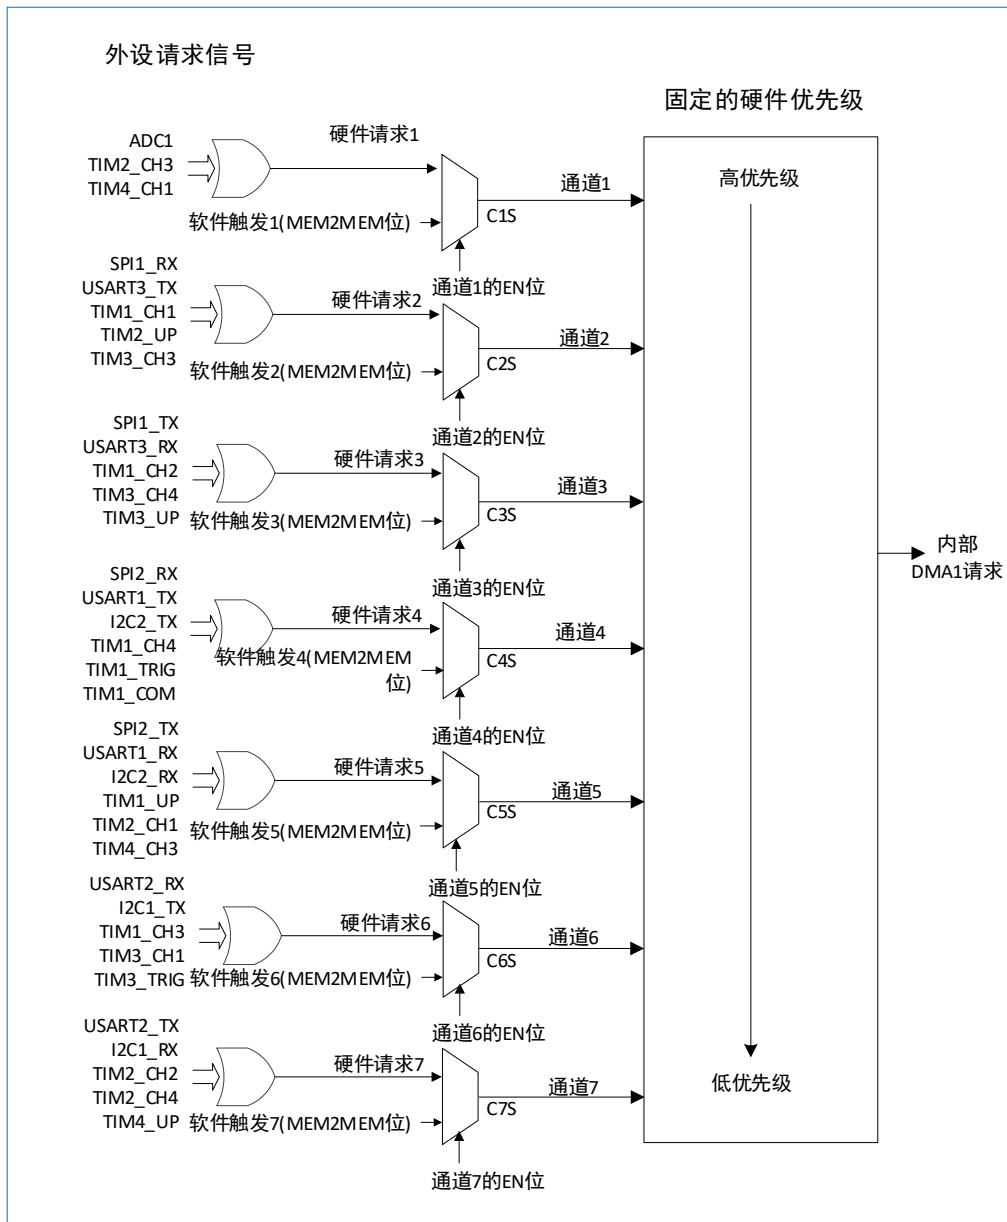 外设请求信号
固定的硬件优先级
ADC1
TIM2_CH3
TIM4_CH1
硬件请求1
软件触发1(MEM2MEM位)
C1S
通道1
高优先级
通道1的EN位
SPI1_RX
USART3_TX
TIM1_CH1
TIM2_UP
TIM3_CH3
硬件请求2
软件触发2(MEM2MEM位)
C2S
通道2
通道2的EN位
SPI1_TX
USART3_RX
TIM1_CH2
TIM3_CH4
TIM3_UP
硬件请求3
软件触发3(MEM2MEM位)
C3S
通道3
通道3的EN位
内部
DMA1请求
SPI2_RX
USART1_TX
I2C2_TX
TIM1_CH4
TIM1_TRIG
TIM1_COM
硬件请求4
软件触发4(MEM2MEM
位)
C4S
通道4
通道4的EN位
SPI2_TX
USART1_RX
I2C2_RX
TIM1_UP
TIM2_CH1
TIM4_CH3
硬件请求5
软件触发5(MEM2MEM位)
C5S
通道5
通道5的EN位
USART2_RX
I2C1_TX
TIM1_CH3
TIM3_CH1
TIM3_TRIG
硬件请求6
软件触发6(MEM2MEM位)
C6S
通道6
通道6的EN位
USART2_TX
I2C1_RX
TIM2_CH2
TIM2_CH4
TIM4_UP
硬件请求7
软件触发7(MEM2MEM位)
C7S
通道7
低优先级
通道7的EN位